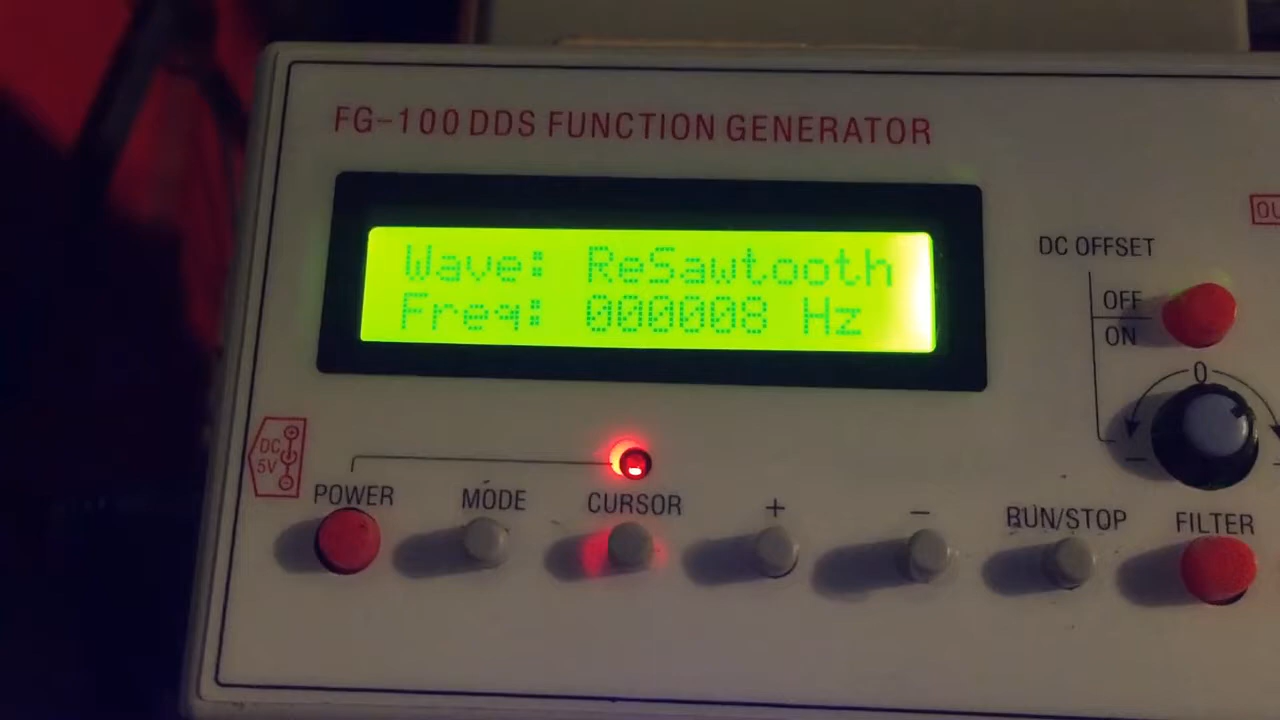 FG-100 DDS FUNCTION GENERATOR
Wave: ReSawtooth
Freq: 000008 Hz
DC OFFSET
OFF
ON
0
DC
5V
POWER
MODE
CURSOR
+
−
RUN/STOP
FILTER